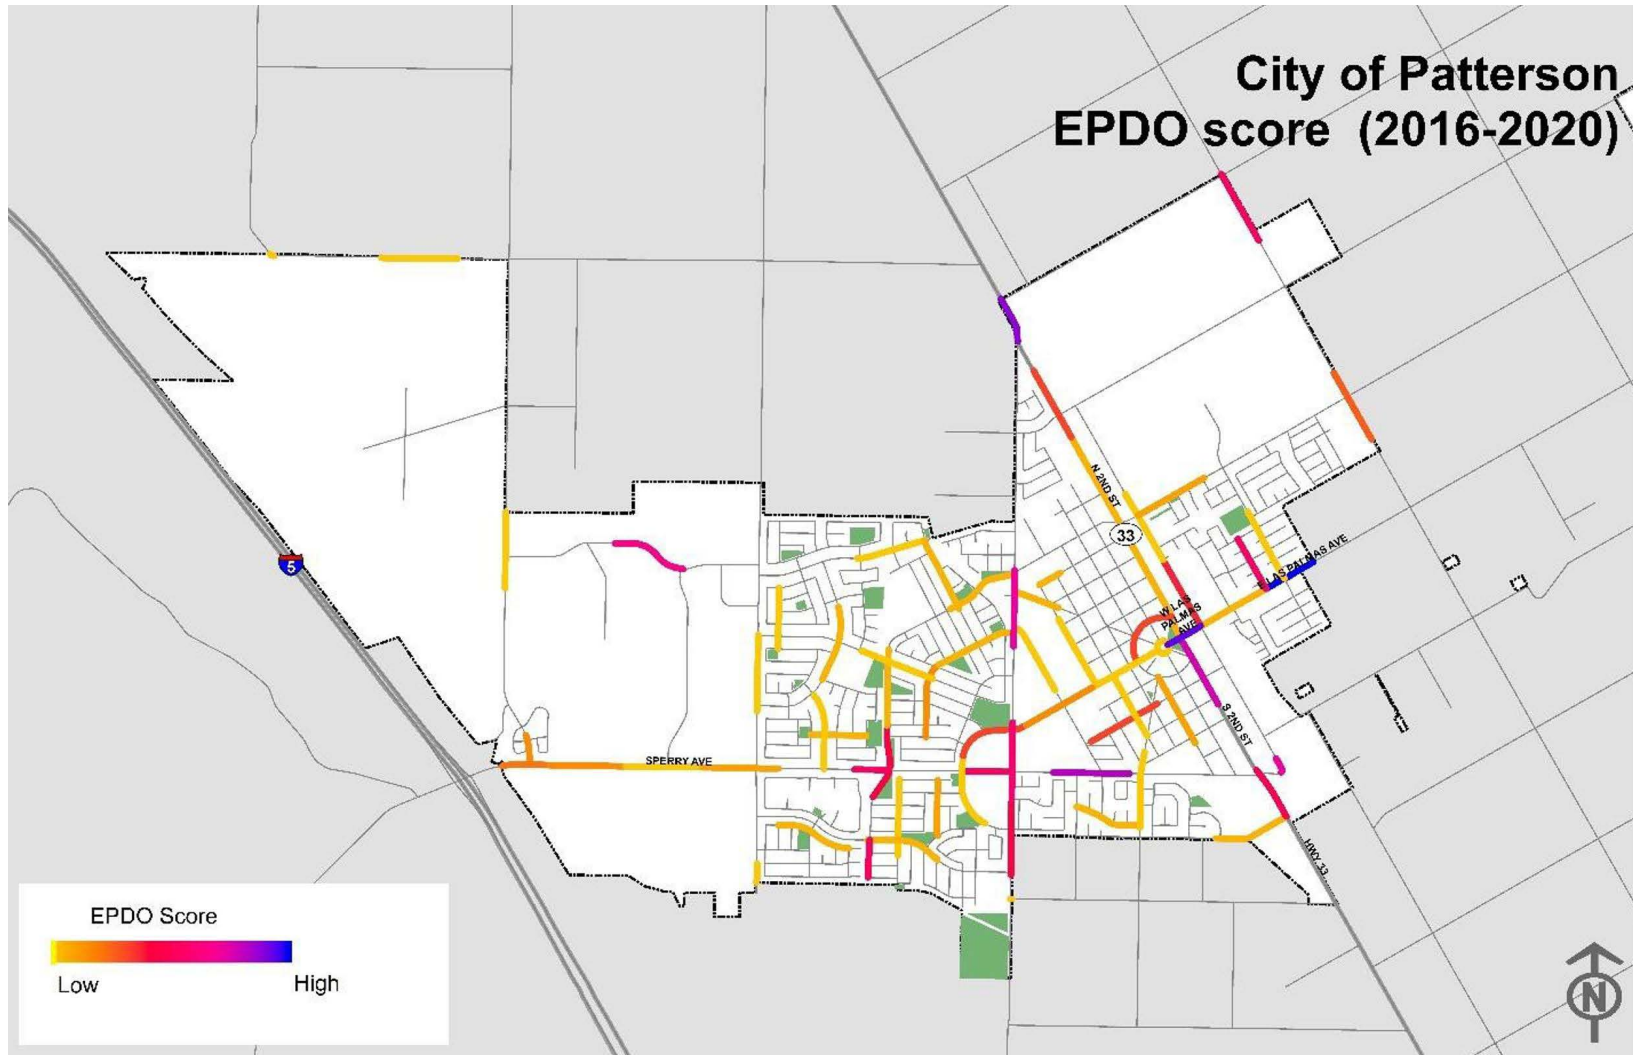 City of Patterson
EPDO score (2016-2020)
N 2ND ST
33
E LAS PALMAS AVE
5
W LAS
PALMAS
AVE
S 2ND ST
SPERRY AVE
HWY 33
EPDO Score
Low
High
N